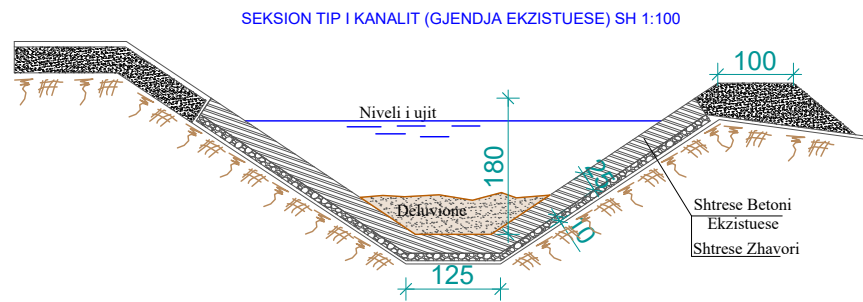 SEKSION TIP I KANALIT (GJENDJA EKZISTUESE) SH 1:100
100
Niveli i ujit
180
Deluvione
10
Shtrese Betoni
Ekzistuese
Shtrese Zhavori
125